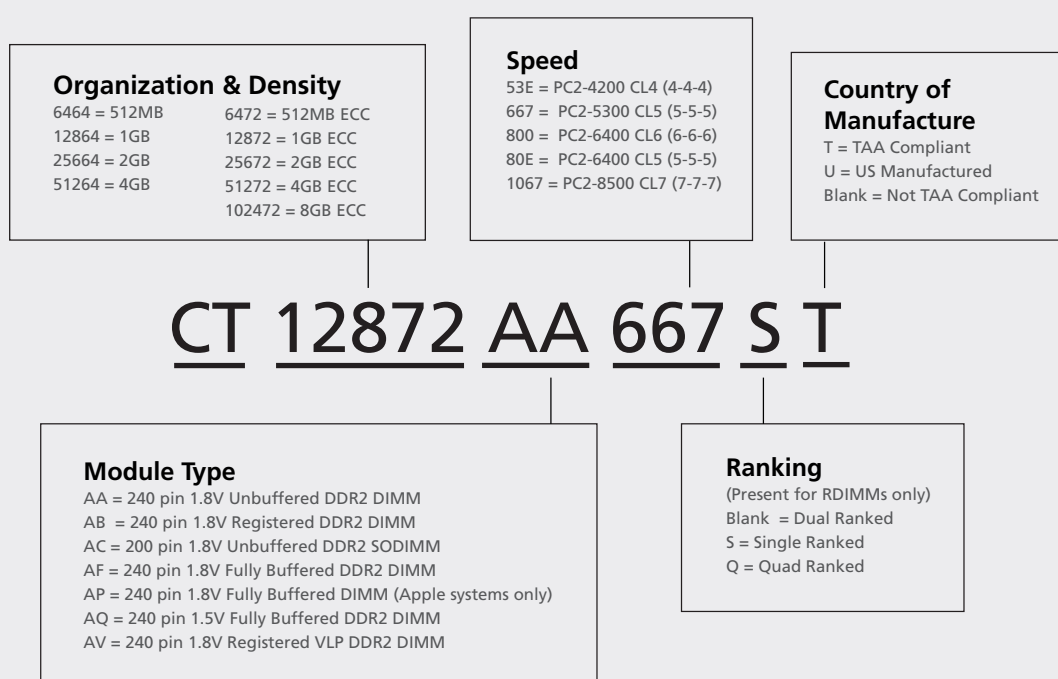 Organization & Density
6464 = 512MB
12864 = 1GB
25664 = 2GB
51264 = 4GB
6472 = 512MB ECC
12872 = 1GB ECC
25672 = 2GB ECC
51272 = 4GB ECC
102472 = 8GB ECC
Speed
53E = PC2-4200 CL4 (4-4-4)
667 = PC2-5300 CL5 (5-5-5)
800 = PC2-6400 CL6 (6-6-6)
80E = PC2-6400 CL5 (5-5-5)
1067 = PC2-8500 CL7 (7-7-7)
Country of
Manufacture
T = TAA Compliant
U = US Manufactured
Blank = Not TAA Compliant
CT 12872 AA 667 S T
Module Type
AA = 240 pin 1.8V Unbuffered DDR2 DIMM
AB = 240 pin 1.8V Registered DDR2 DIMM
AC = 200 pin 1.8V Unbuffered DDR2 SODIMM
AF = 240 pin 1.8V Fully Buffered DDR2 DIMM
AP = 240 pin 1.8V Fully Buffered DIMM (Apple systems only)
AQ = 240 pin 1.5V Fully Buffered DDR2 DIMM
AV = 240 pin 1.8V Registered VLP DDR2 DIMM
Ranking
(Present for RDIMMs only)
Blank = Dual Ranked
S = Single Ranked
Q = Quad Ranked